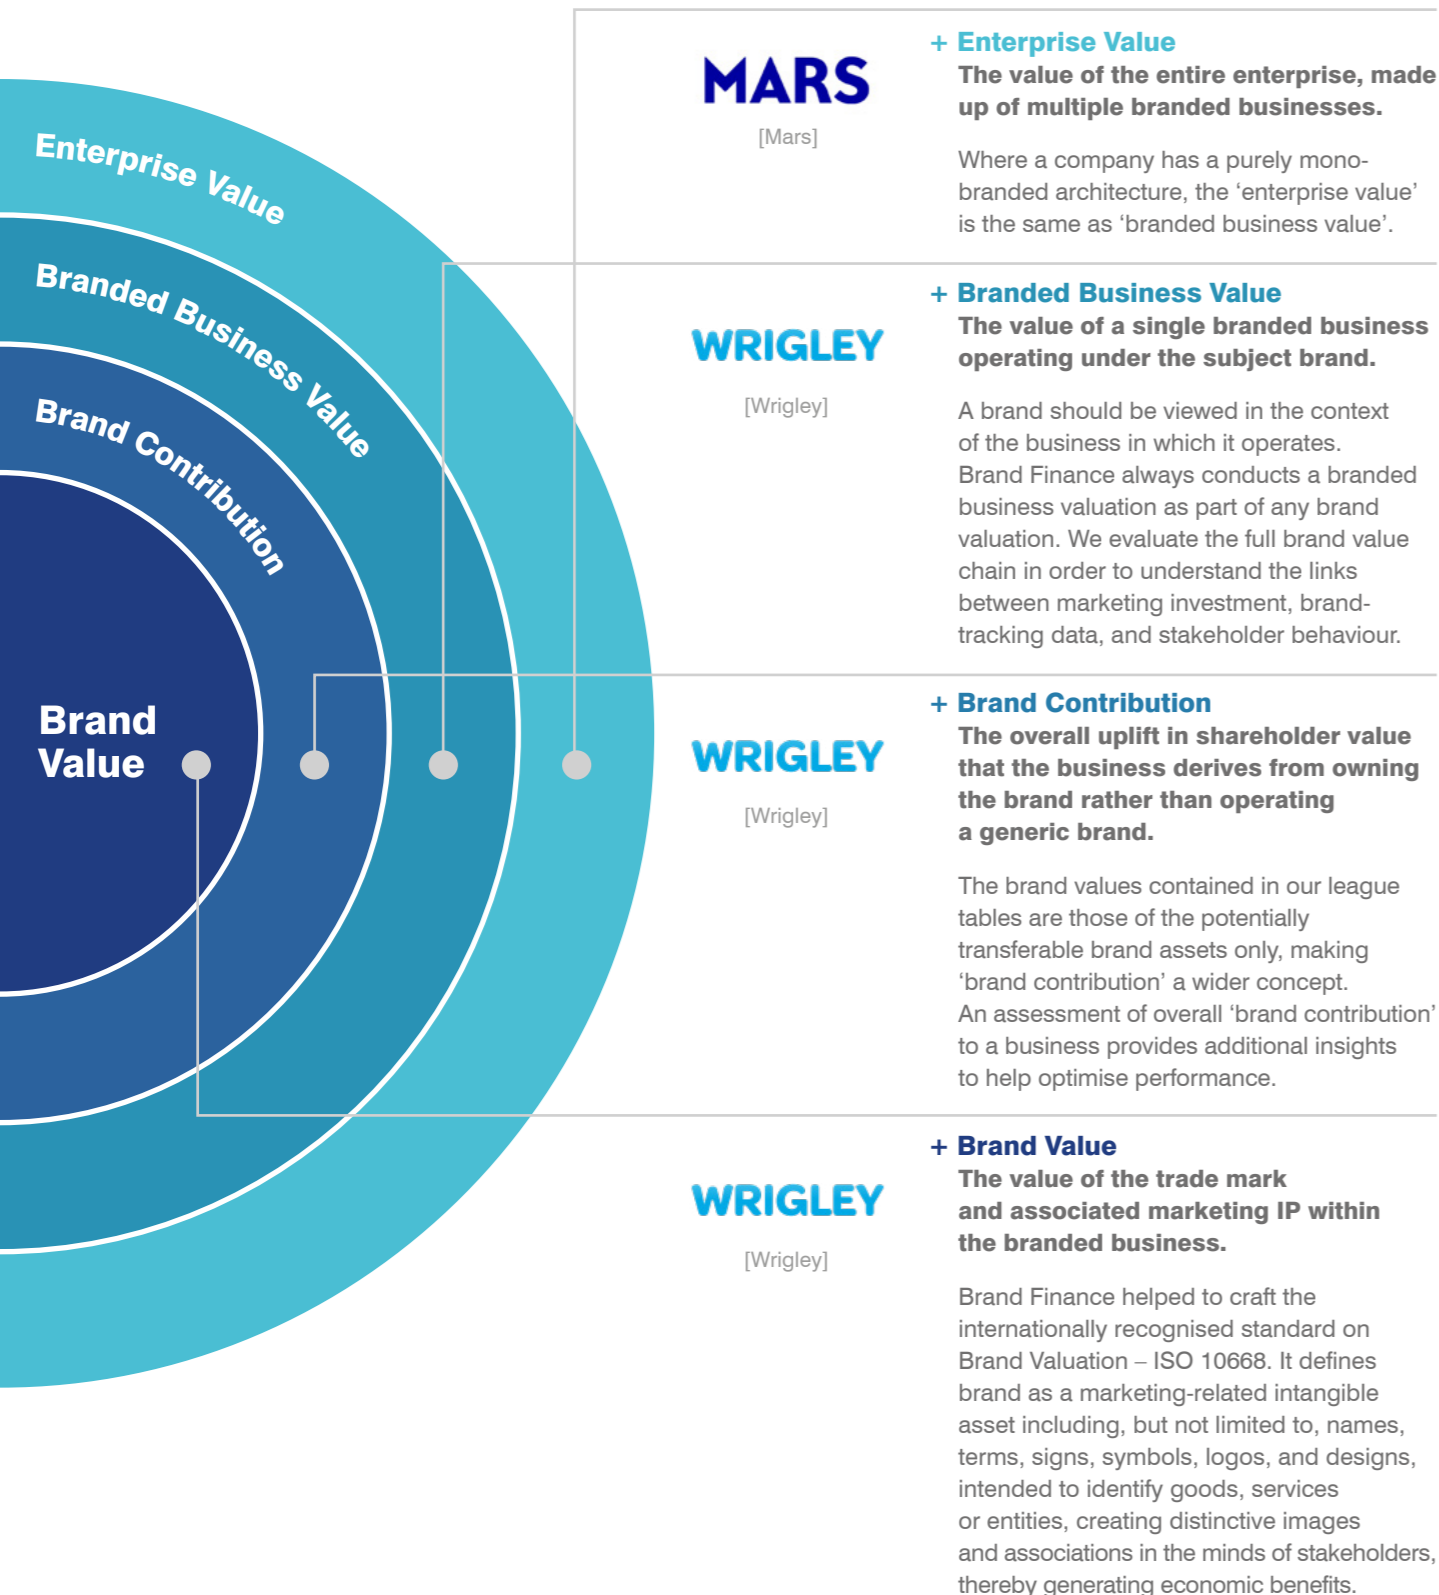 Enterprise Value
Branded Business Value
Brand Contribution
Brand
Value
MARS
[Mars]
+ Enterprise Value
The value of the entire enterprise, made
up of multiple branded businesses.
Where a company has a purely mono-
branded architecture, the ‘enterprise value’
is the same as ‘branded business value’.
WRIGLEY
[Wrigley]
+ Branded Business Value
The value of a single branded business
operating under the subject brand.
A brand should be viewed in the context
of the business in which it operates.
Brand Finance always conducts a branded
business valuation as part of any brand
valuation. We evaluate the full brand value
chain in order to understand the links
between marketing investment, brand-
tracking data, and stakeholder behaviour.
WRIGLEY
[Wrigley]
+ Brand Contribution
The overall uplift in shareholder value
that the business derives from owning
the brand rather than operating
a generic brand.
The brand values contained in our league
tables are those of the potentially
transferable brand assets only, making
‘brand contribution’ a wider concept.
An assessment of overall ‘brand contribution’
to a business provides additional insights
to help optimise performance.
WRIGLEY
[Wrigley]
+ Brand Value
The value of the trade mark
and associated marketing IP within
the branded business.
Brand Finance helped to craft the
internationally recognised standard on
Brand Valuation – ISO 10668. It defines
brand as a marketing-related intangible
asset including, but not limited to, names,
terms, signs, symbols, logos, and designs,
intended to identify goods, services
or entities, creating distinctive images
and associations in the minds of stakeholders,
thereby generating economic benefits.